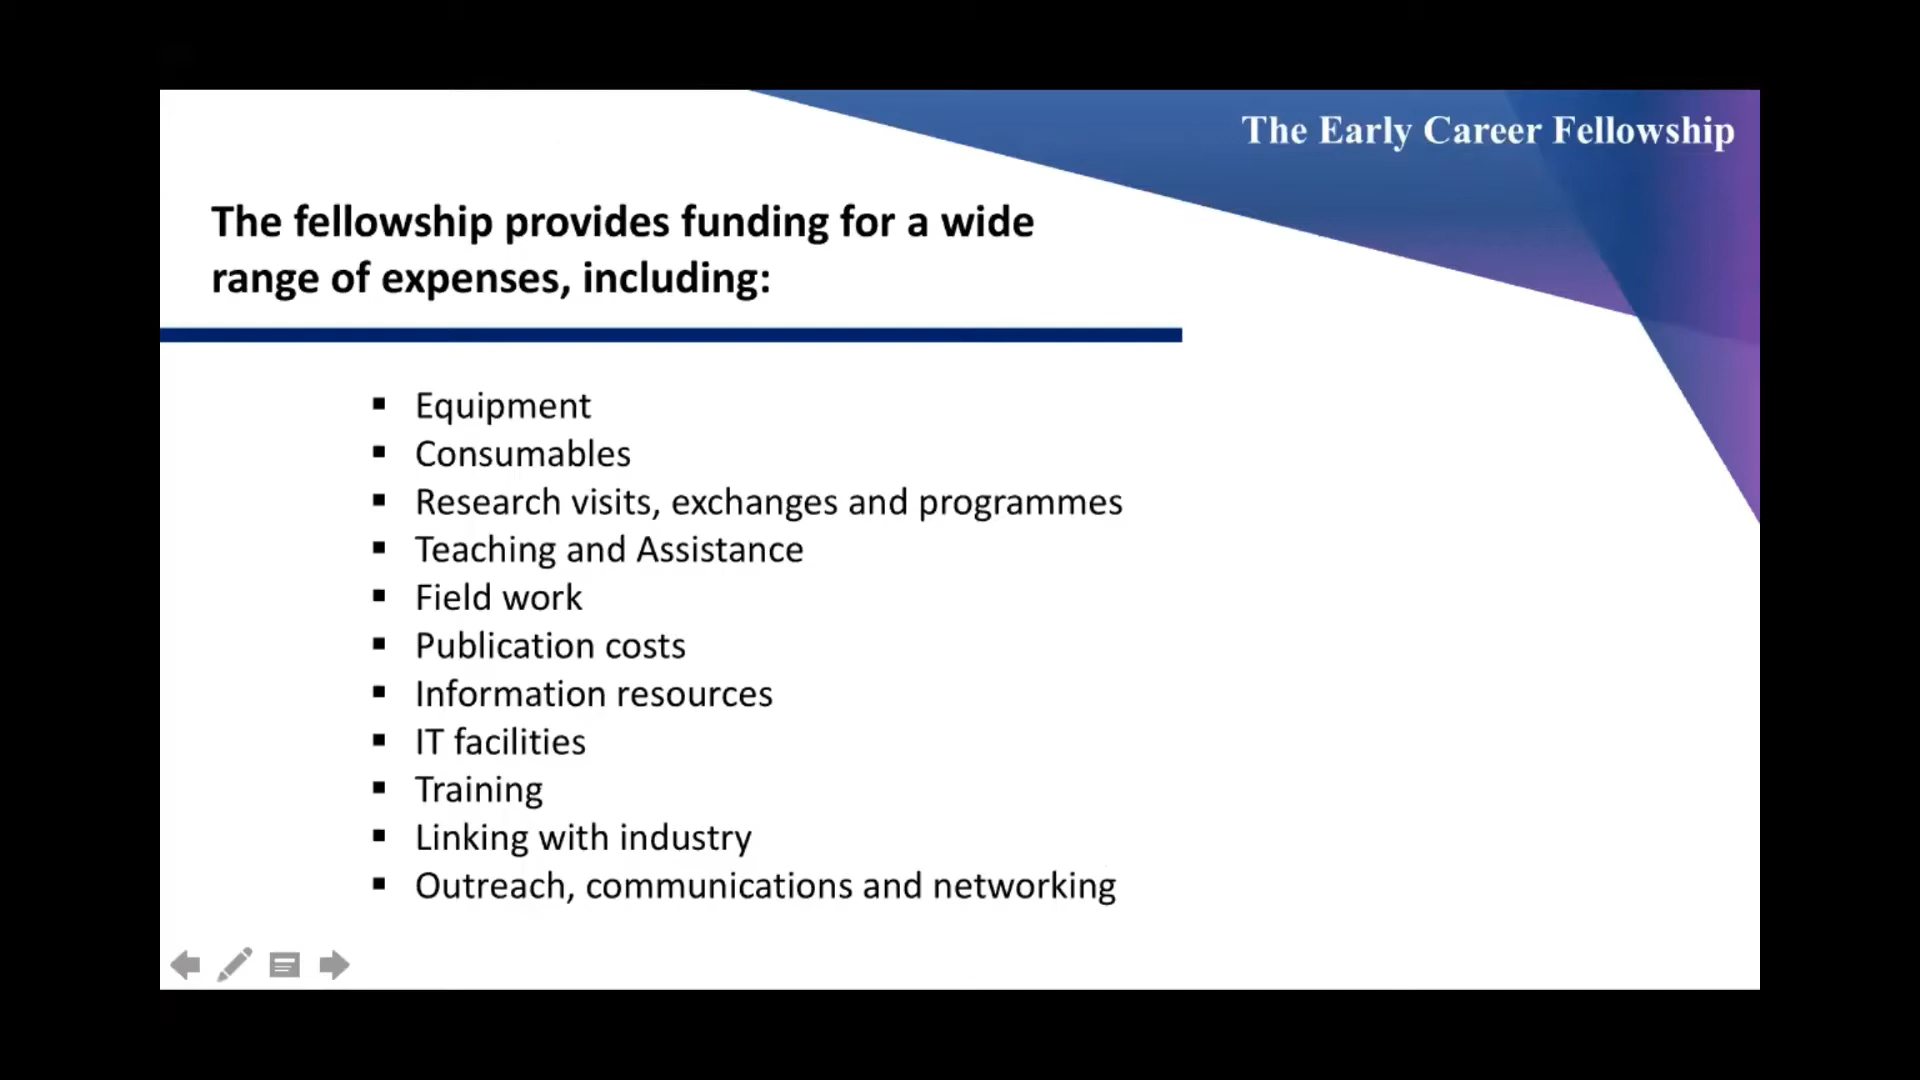 The Early Career Fellowship
The fellowship provides funding for a wide
range of expenses, including:
▪ Equipment
▪ Consumables
▪ Research visits, exchanges and programmes
▪ Teaching and Assistance
▪ Field work
▪ Publication costs
▪ Information resources
▪ IT facilities
▪ Training
▪ Linking with industry
▪ Outreach, communications and networking